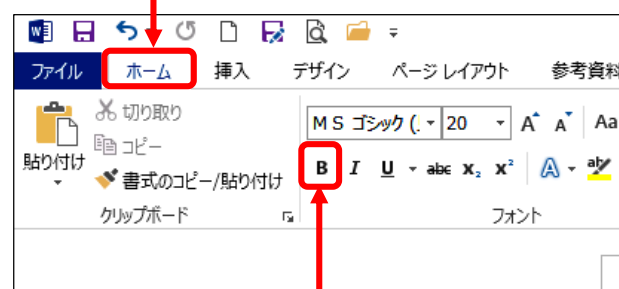 ファイル ホーム 挿入 デザイン ページ レイアウト 参考資料
切り取り
コピー
書式のコピー/貼り付け
貼り付け
クリップボード
ＭＳ ゴシック (. 20 A A Aa
B I U abc X₂ X² A aby
フォント